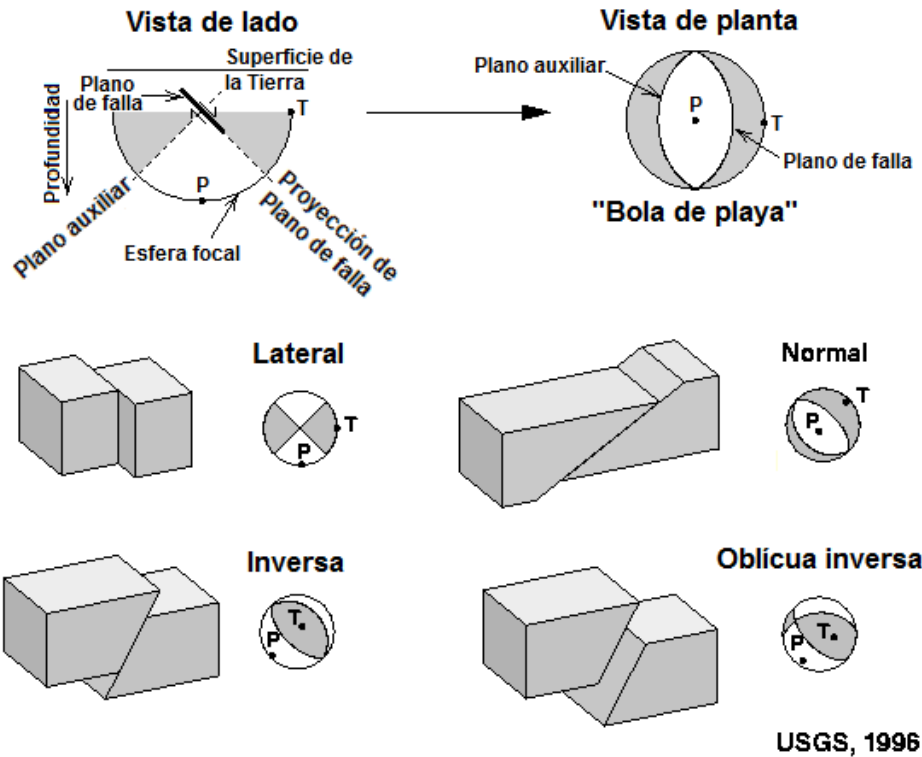 Vista de lado
Superficie de
la Tierra
Plano
de falla
T
Profundidad
P
Plano auxiliar
Esfera focal
Proyección de
Plano de falla
Vista de planta
Plano auxiliar
P
T
Plano de falla
"Bola de playa"
Lateral
T
P
Normal
T
P
Inversa
T
P
Oblícua inversa
T
P
USGS, 1996